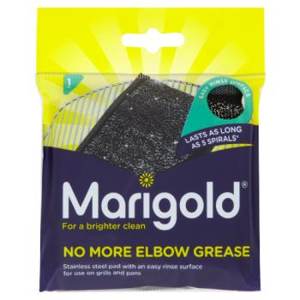 1
EASY RINSE SURFACE
LASTS AS LONG
AS 5 SPIRALS*
Marigold®
For a brighter clean
NO MORE ELBOW GREASE
Stainless steel pad with an easy rinse surface
for use on grills and pans